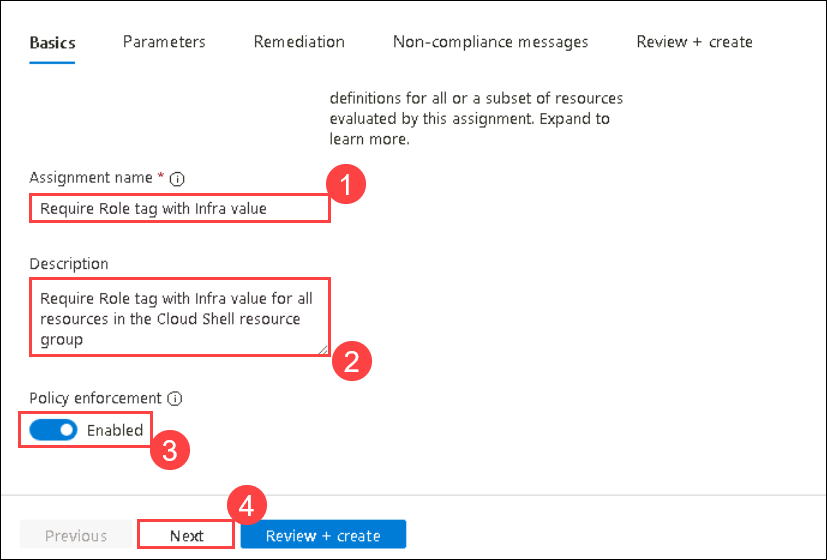 Basics Parameters Remediation Non-compliance messages Review + create
definitions for all or a subset of resources
evaluated by this assignment. Expand to
learn more.
Assignment name *
1
Require Role tag with Infra value
Description
Require Role tag with Infra value for all
resources in the Cloud Shell resource
group
2
Policy enforcement
Enabled
3
4
Previous Next Review + create